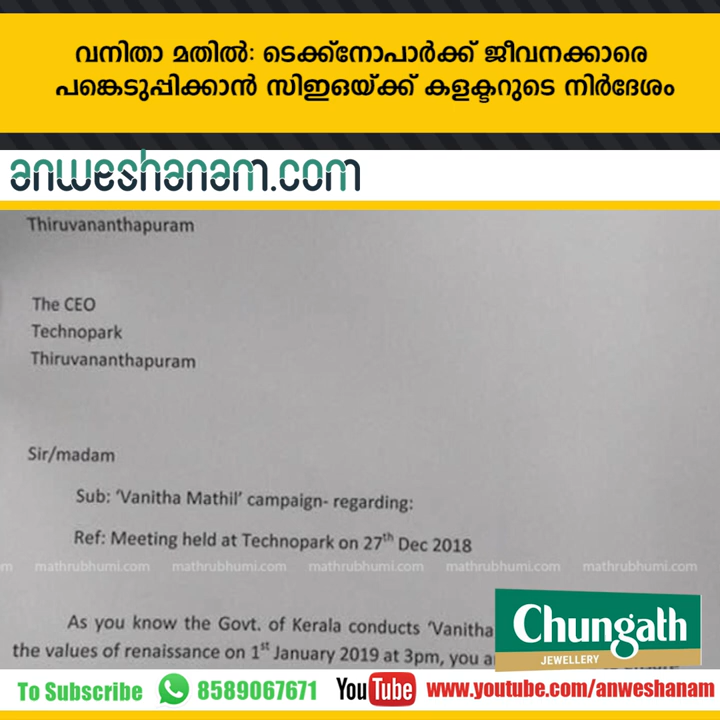 വനിതാ മതിൽ: ടെക്ക്നോപാർക്ക് ജീവനക്കാരെ
പങ്കെടുപ്പിക്കാൻ സിഇഒയ്ക്ക് കളക്ടറുടെ നിർദേശം
anweshanam.com
Thiruvananthapuram
The CEO
Technopark
Thiruvananthapuram
Sir/madam
Sub: ‘Vanitha Mathil’ campaign- regarding:
Ref: Meeting held at Technopark on 27th Dec 2018
mathrubhumi.com mathrubhumi.com mathrubhumi.com mathrubhumi.com
As you know the Govt. of Kerala conducts ‘Vanitha
the values of renaissance on 1st January 2019 at 3pm, you
Chungath
JEWELLERY
To Subscribe 8589067671 YouTube www.youtube.com/anweshanam